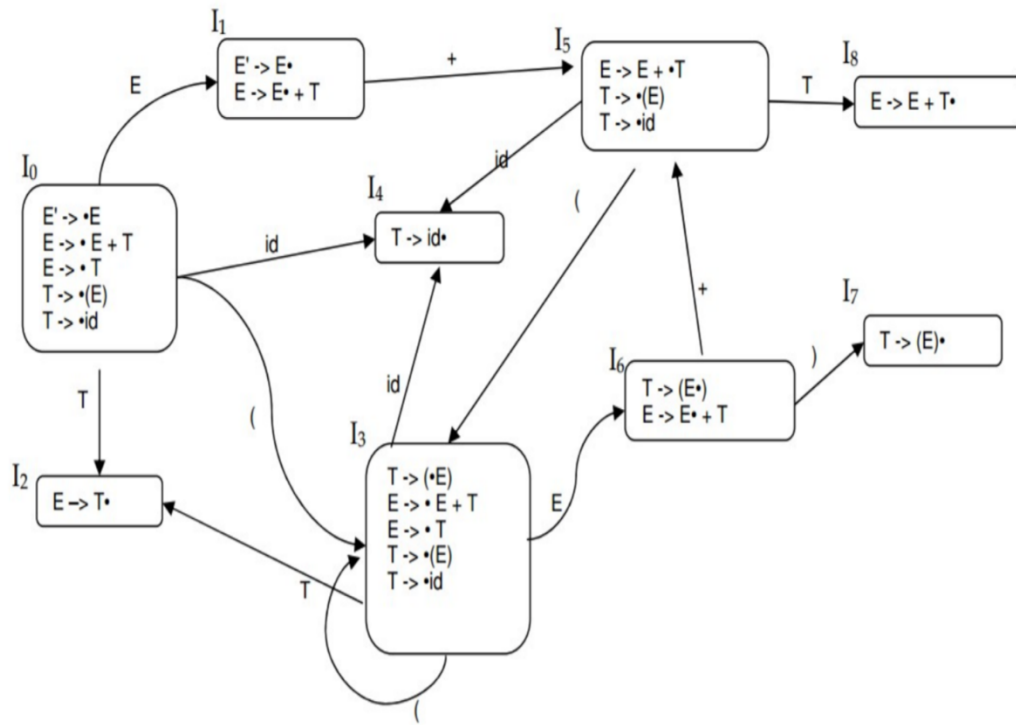 I1
E' -> E•
E -> E• + T
E
+
I5
E -> E + •T
T -> •(E)
T -> •id
T
I8
E -> E + T•
I0
E' -> •E
E -> • E + T
E -> • T
T -> •(E)
T -> •id
id
I4
T -> id•
id
(
T
(
id
I2
E –> T•
T
I3
T -> (•E)
E -> • E + T
E -> • T
T -> •(E)
T -> •id
(
E
I6
T -> (E•)
E -> E• + T
+
)
I7
T -> (E)•